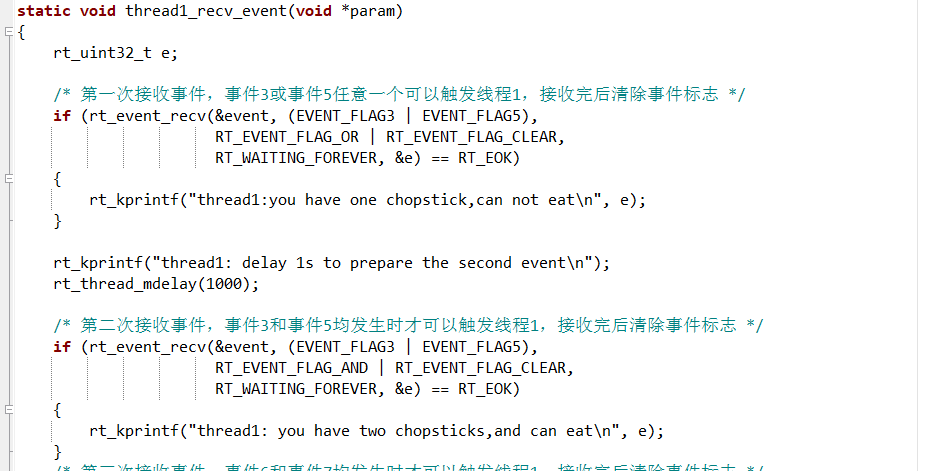 static void thread1_recv_event(void *param)
{
rt_uint32_t e;
/* 第一次接收事件，事件3或事件5任意一个可以触发线程1，接收完后清除事件标志 */
if (rt_event_recv(&event, (EVENT_FLAG3 | EVENT_FLAG5),
RT_EVENT_FLAG_OR | RT_EVENT_FLAG_CLEAR,
RT_WAITING_FOREVER, &e) == RT_EOK)
{
rt_kprintf("thread1:you have one chopstick,can not eat\n", e);
}
rt_kprintf("thread1: delay 1s to prepare the second event\n");
rt_thread_mdelay(1000);
/* 第二次接收事件，事件3和事件5均发生时才可以触发线程1，接收完后清除事件标志 */
if (rt_event_recv(&event, (EVENT_FLAG3 | EVENT_FLAG5),
RT_EVENT_FLAG_AND | RT_EVENT_FLAG_CLEAR,
RT_WAITING_FOREVER, &e) == RT_EOK)
{
rt_kprintf("thread1: you have two chopsticks,and can eat\n", e);
}